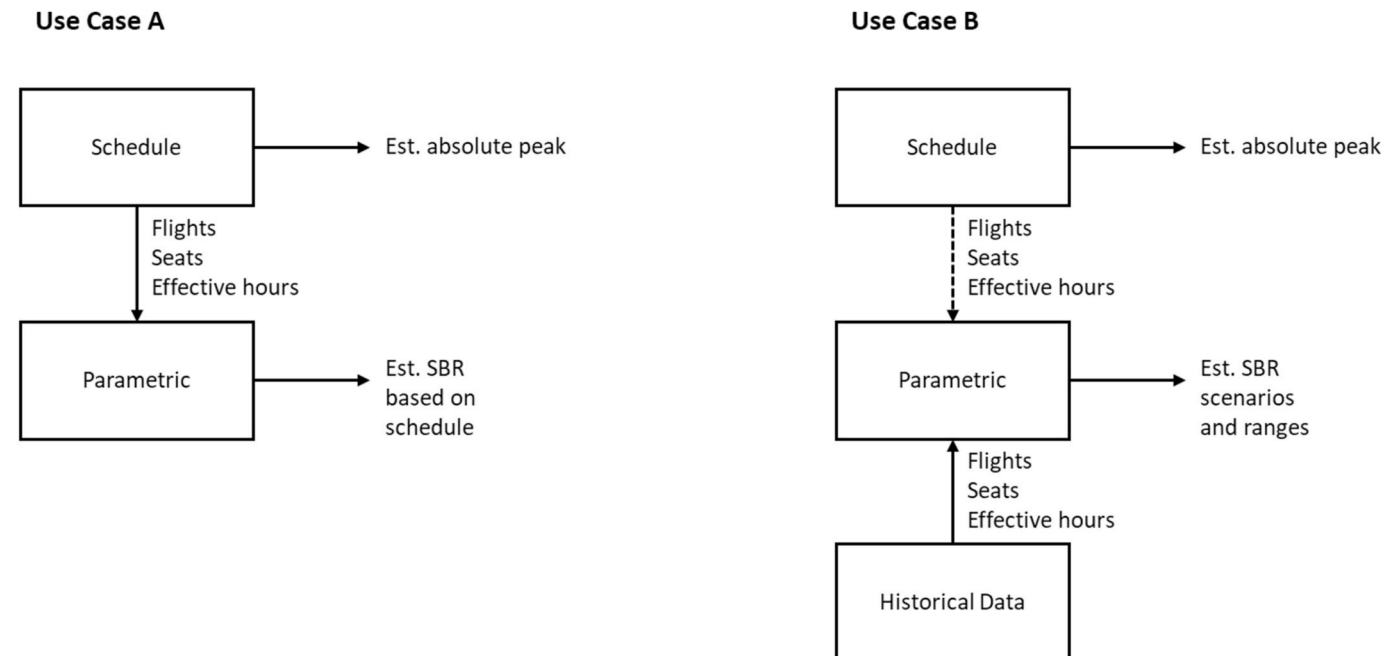 Use Case A
Schedule
Est. absolute peak
Flights
Seats
Effective hours
Parametric
Est. SBR
based on
schedule
Use Case B
Schedule
Est. absolute peak
Flights
Seats
Effective hours
Parametric
Est. SBR
scenarios
and ranges
Flights
Seats
Effective hours
Historical Data